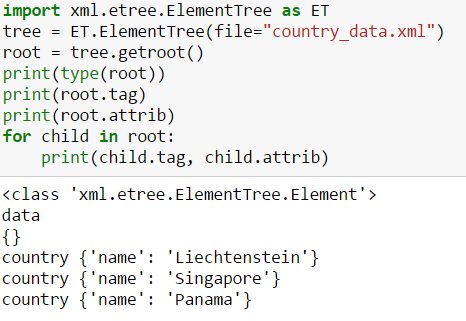 import xml.etree.ElementTree as ET
tree = ET.ElementTree(file="country_data.xml")
root = tree.getroot()
print(type(root))
print(root.tag)
print(root.attrib)
for child in root:
    print(child.tag, child.attrib)
<class 'xml.etree.ElementTree.Element'>
data
{}
country {'name': 'Liechtenstein'}
country {'name': 'Singapore'}
country {'name': 'Panama'}